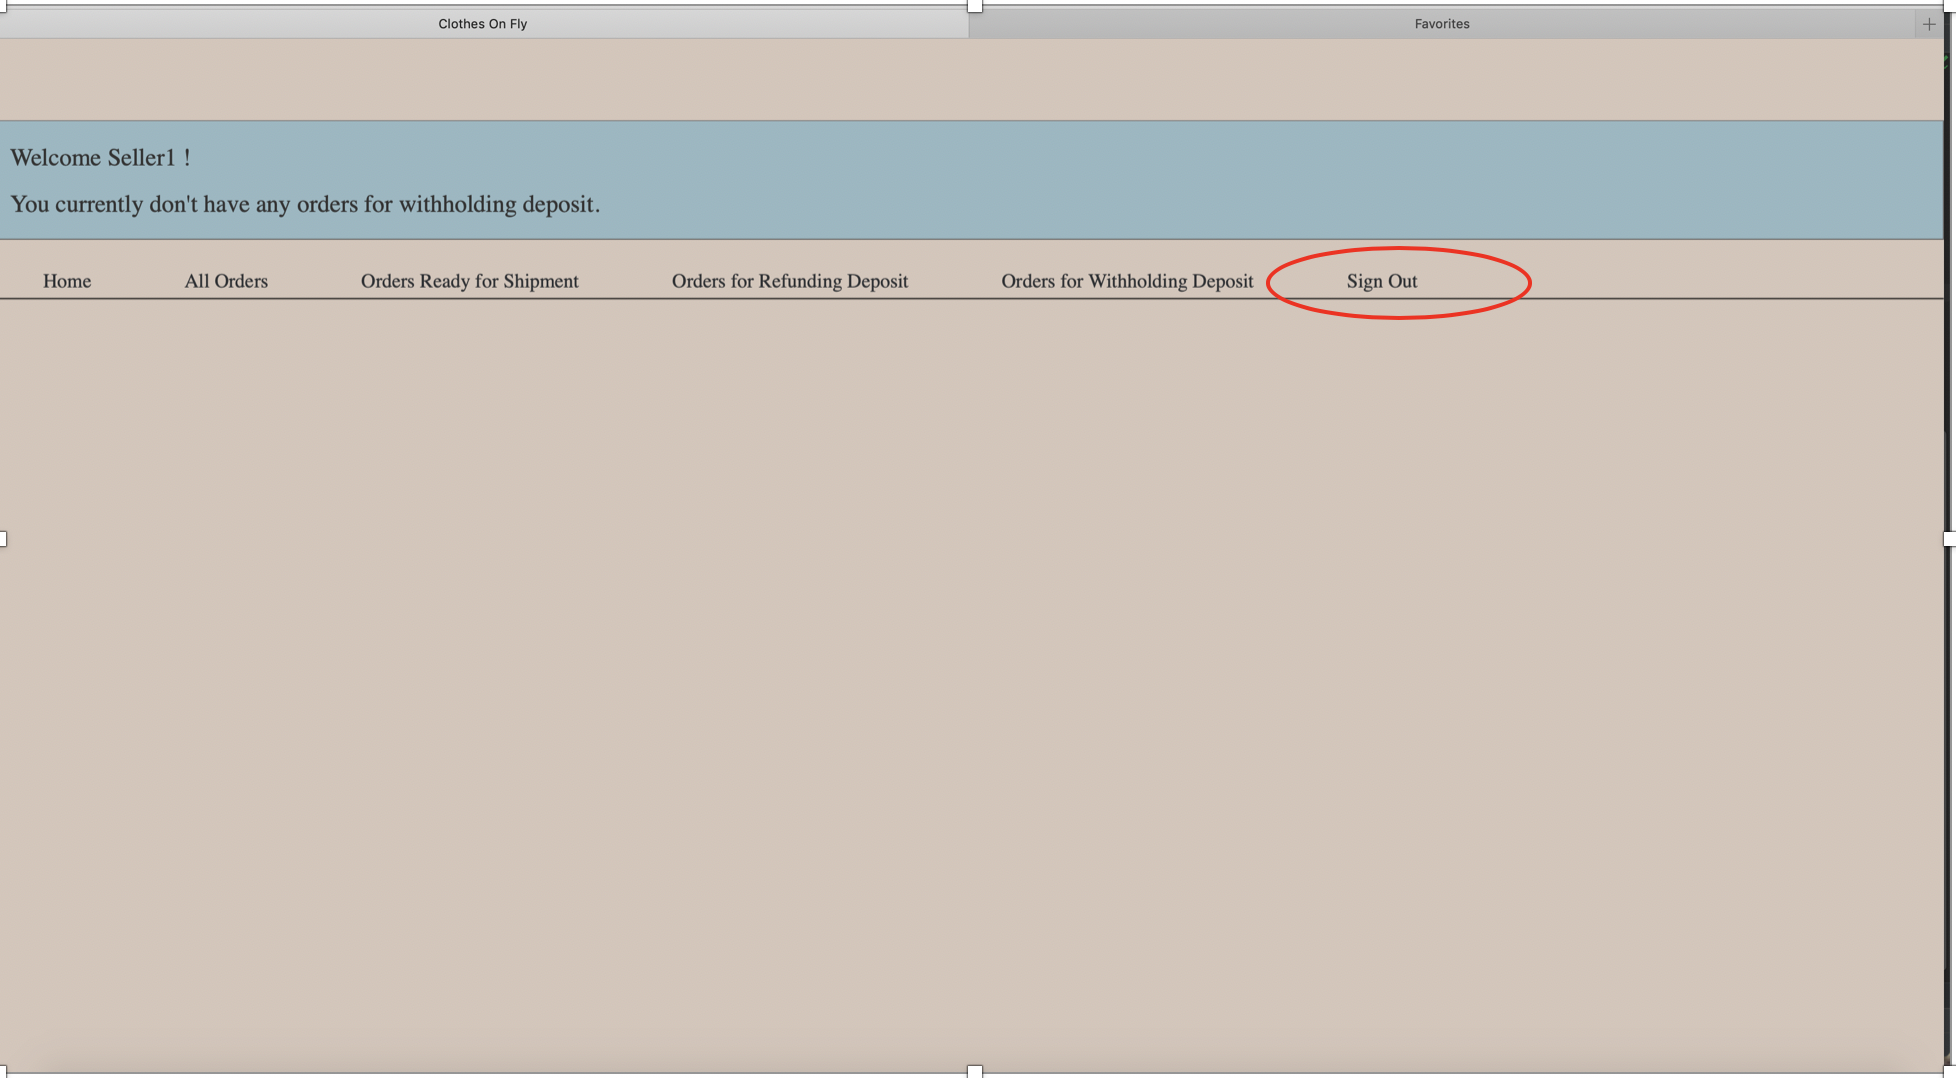 Clothes On Fly Favorites
Welcome Seller1 !
You currently don't have any orders for withholding deposit.
Home All Orders Orders Ready for Shipment Orders for Refunding Deposit Orders for Withholding Deposit Sign Out